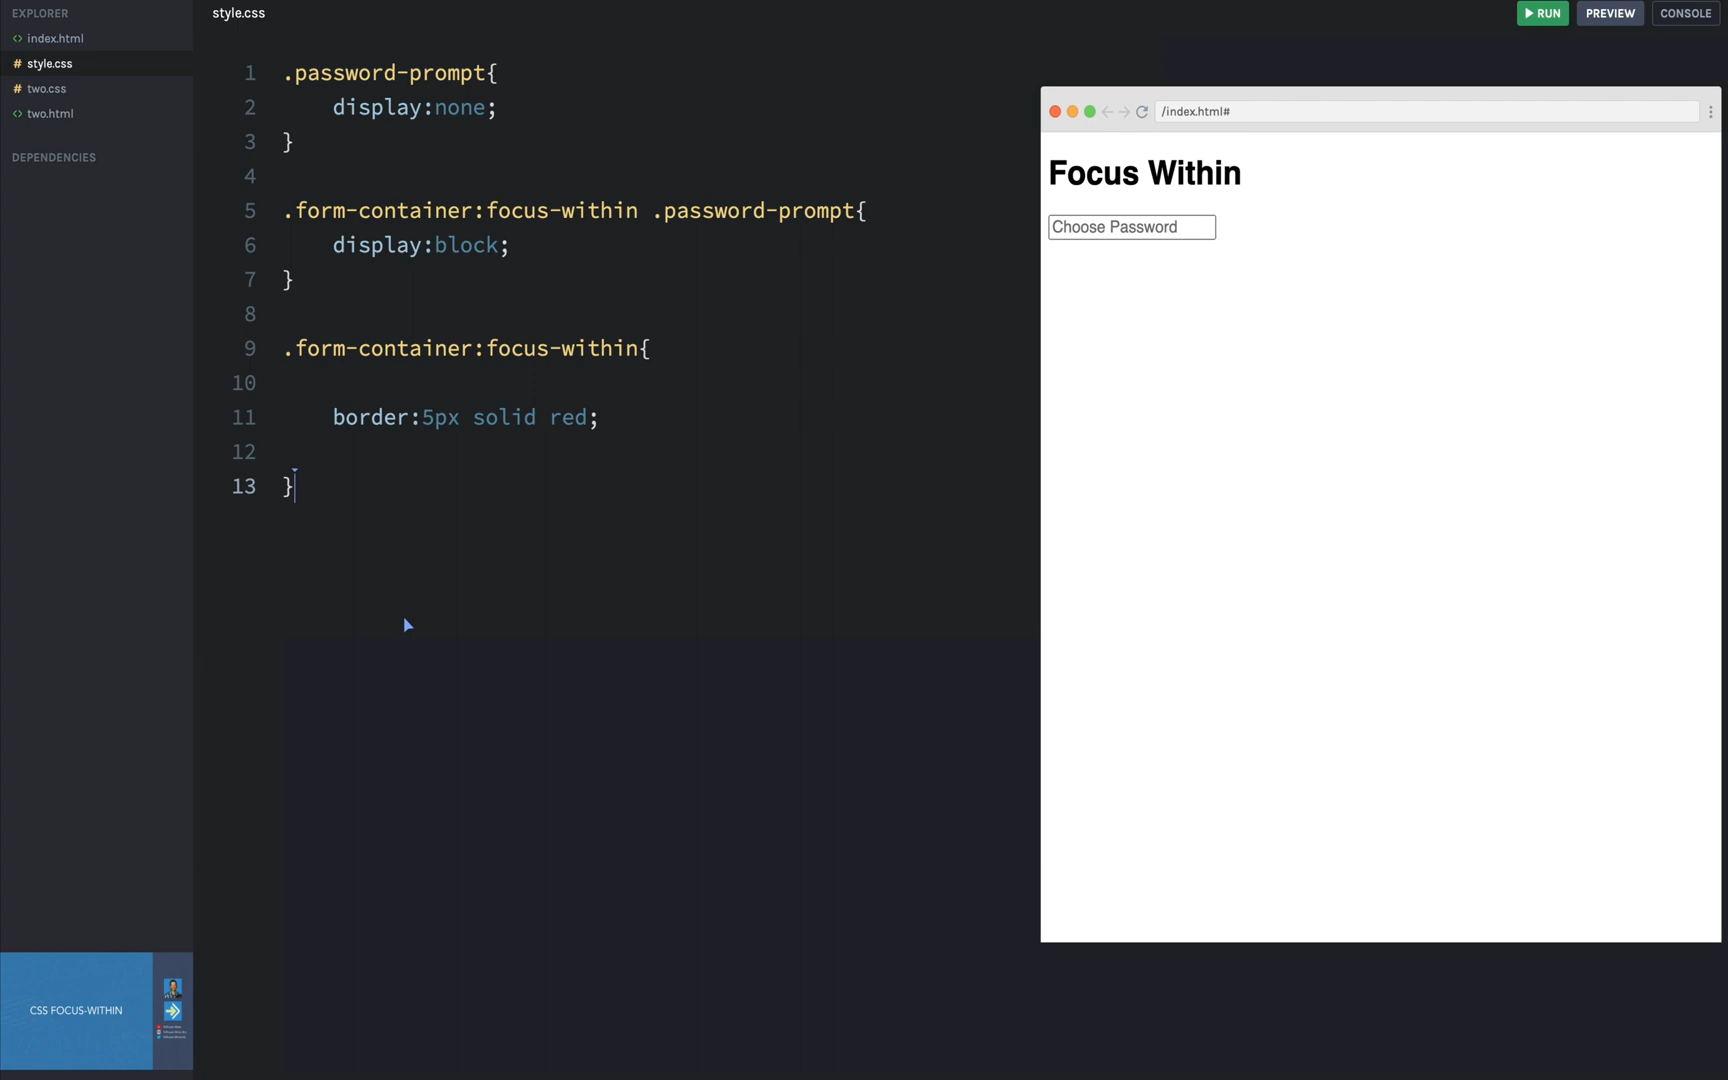 EXPLORER
index.html
style.css
two.css
two.html
DEPENDENCIES
style.css
RUN
PREVIEW
CONSOLE
1 .password-prompt{
2 display:none;
3 }
4
5 .form-container:focus-within .password-prompt{
6 display:block;
7 }
8
9 .form-container:focus-within{
10
11 border:5px solid red;
12
13 }
/index.html#
Focus Within
Choose Password
CSS FOCUS-WITHIN